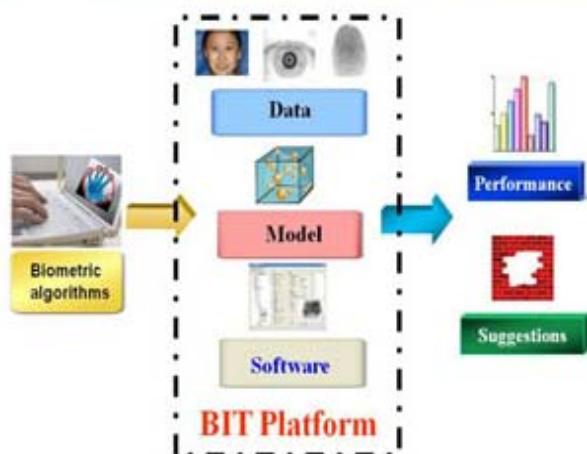 Data
Model
Software
BIT Platform
Biometric
algorithms
Performance
Suggestions